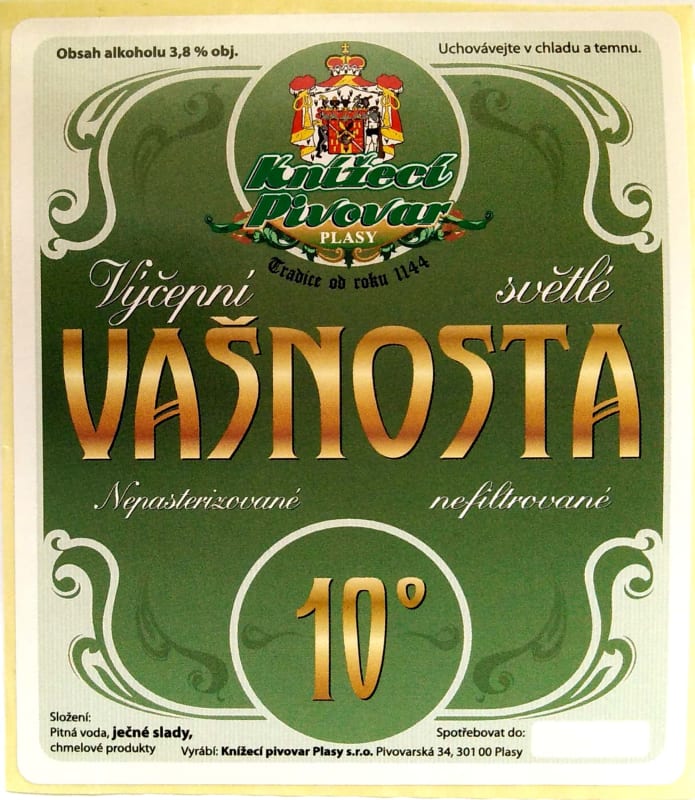 Obsah alkoholu 3,8 % obj.
Uchovávejte v chladu a temnu.
Knížecí
Pivovar
PLASY
Tradice od roku 1144
Výčepní světlé
VAŠNOSTA
Nepasterizované nefiltrované
10°
Složení:
Pitná voda, ječné slady,
chmelové produkty
Spotřebovat do:
Vyrábí: Knížecí pivovar Plasy s.r.o. Pivovarská 34, 301 00 Plasy